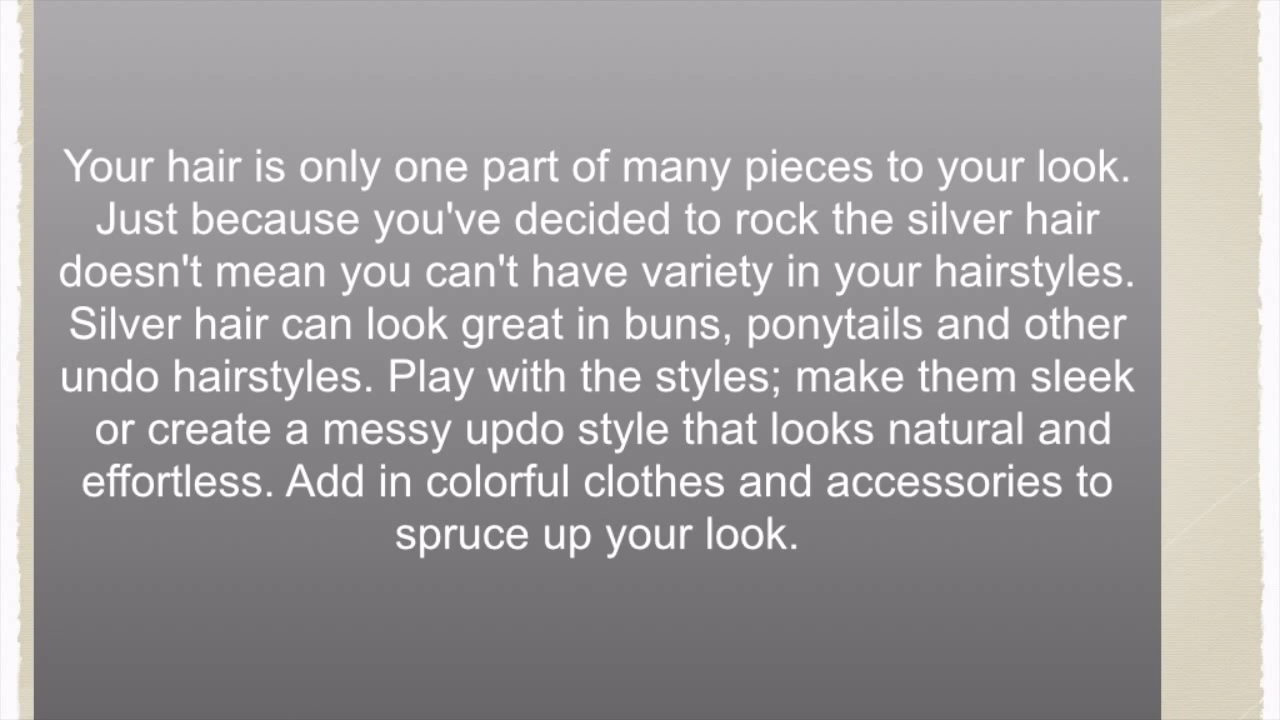 Your hair is only one part of many pieces to your look.
Just because you've decided to rock the silver hair
doesn't mean you can't have variety in your hairstyles.
Silver hair can look great in buns, ponytails and other
undo hairstyles. Play with the styles; make them sleek
or create a messy updo style that looks natural and
effortless. Add in colorful clothes and accessories to
spruce up your look.